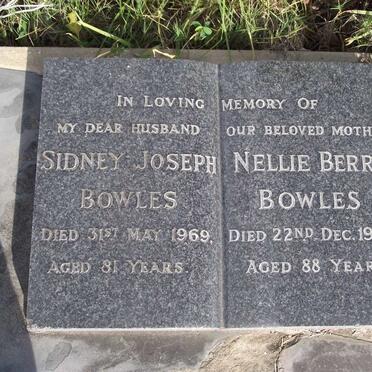 IN LOVING MEMORY OF
MY DEAR HUSBAND
SIDNEY JOSEPH
BOWLES
DIED 31ST MAY 1969.
AGED 81 YEARS.
OUR BELOVED MOTH
NELLIE BERR
BOWLES
DIED 22ND DEC. 19
AGED 88 YEAR